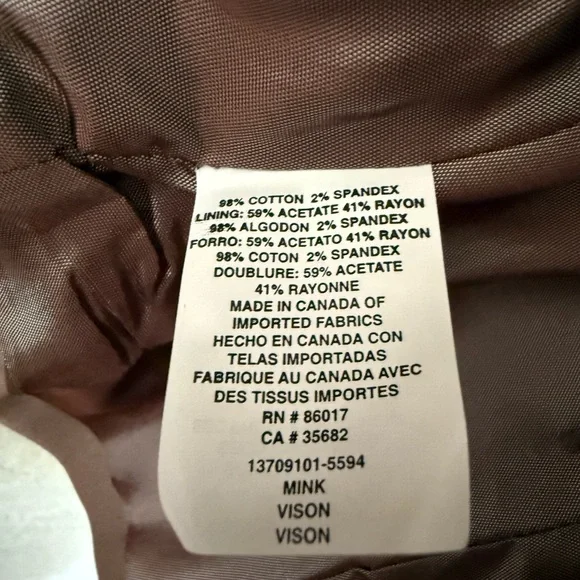 98% COTTON 2% SPANDEX
LINING: 59% ACETATE 41% RAYON
98% ALGODON 2% SPANDEX
FORRO: 59% ACETATO 41% RAYON
98% COTON 2% SPANDEX
DOUBLURE: 59% ACETATE
41% RAYONNE
MADE IN CANADA OF
IMPORTED FABRICS
HECHO EN CANADA CON
TELAS IMPORTADAS
FABRIQUE AU CANADA AVEC
DES TISSUS IMPORTES
RN # 86017
CA # 35682
13709101-5594
MINK
VISON
VISON